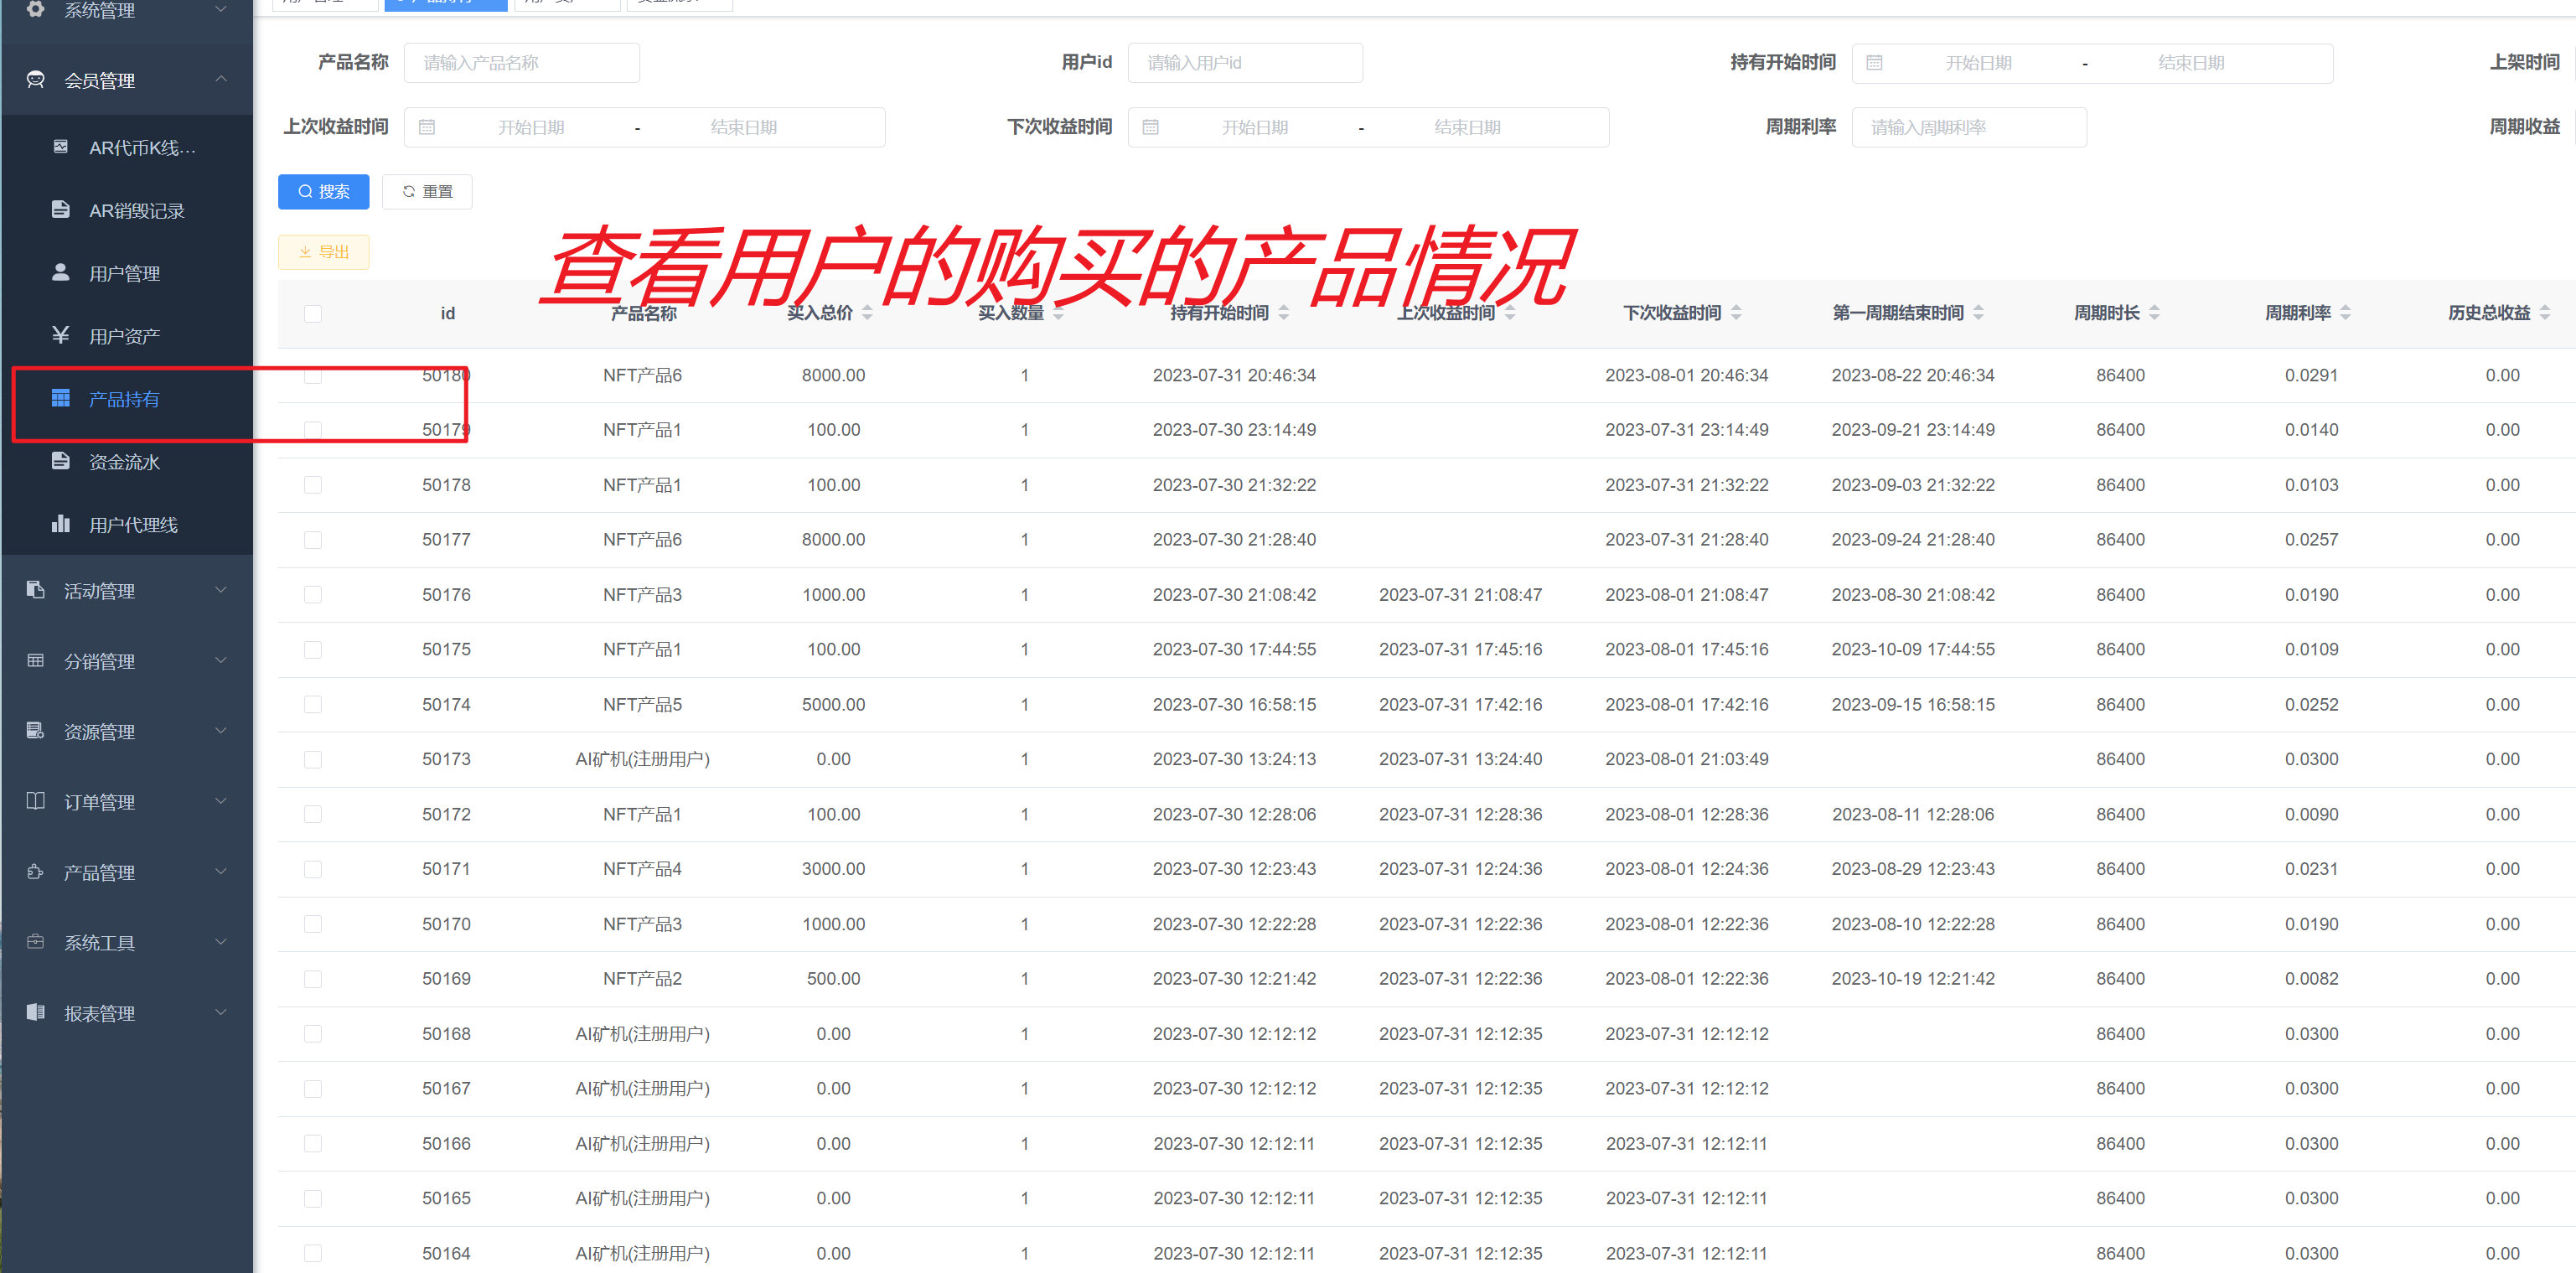 系统管理
会员管理
AR代币K线...
AR销毁记录
用户管理
用户资产
产品持有
资金流水
用户代理线
活动管理
分销管理
资源管理
订单管理
产品管理
系统工具
报表管理
产品名称 请输入产品名称 用户id 请输入用户id 持有开始时间 开始日期 - 结束日期 上架时间
上次收益时间 开始日期 - 结束日期 下次收益时间 开始日期 - 结束日期 周期利率 请输入周期利率 周期收益
搜索 重置
导出
查看用户的购买的产品情况
id 产品名称 买入总价 买入数量 持有开始时间 上次收益时间 下次收益时间 第一周期结束时间 周期时长 周期利率 历史总收益
50180 NFT产品6 8000.00 1 2023-07-31 20:46:34 2023-08-01 20:46:34 2023-08-22 20:46:34 86400 0.0291 0.00
50179 NFT产品1 100.00 1 2023-07-30 23:14:49 2023-07-31 23:14:49 2023-09-21 23:14:49 86400 0.0140 0.00
50178 NFT产品1 100.00 1 2023-07-30 21:32:22 2023-07-31 21:32:22 2023-09-03 21:32:22 86400 0.0103 0.00
50177 NFT产品6 8000.00 1 2023-07-30 21:28:40 2023-07-31 21:28:40 2023-09-24 21:28:40 86400 0.0257 0.00
50176 NFT产品3 1000.00 1 2023-07-30 21:08:42 2023-07-31 21:08:47 2023-08-01 21:08:47 2023-08-30 21:08:42 86400 0.0190 0.00
50175 NFT产品1 100.00 1 2023-07-30 17:44:55 2023-07-31 17:45:16 2023-08-01 17:45:16 2023-10-09 17:44:55 86400 0.0109 0.00
50174 NFT产品5 5000.00 1 2023-07-30 16:58:15 2023-07-31 17:42:16 2023-08-01 17:42:16 2023-09-15 16:58:15 86400 0.0252 0.00
50173 AI矿机(注册用户) 0.00 1 2023-07-30 13:24:13 2023-07-31 13:24:40 2023-08-01 21:03:49 86400 0.0300 0.00
50172 NFT产品1 100.00 1 2023-07-30 12:28:06 2023-07-31 12:28:36 2023-08-01 12:28:36 2023-08-11 12:28:06 86400 0.0090 0.00
50171 NFT产品4 3000.00 1 2023-07-30 12:23:43 2023-07-31 12:24:36 2023-08-01 12:24:36 2023-08-29 12:23:43 86400 0.0231 0.00
50170 NFT产品3 1000.00 1 2023-07-30 12:22:28 2023-07-31 12:22:36 2023-08-01 12:22:36 2023-08-10 12:22:28 86400 0.0190 0.00
50169 NFT产品2 500.00 1 2023-07-30 12:21:42 2023-07-31 12:22:36 2023-08-01 12:22:36 2023-10-19 12:21:42 86400 0.0082 0.00
50168 AI矿机(注册用户) 0.00 1 2023-07-30 12:12:12 2023-07-31 12:12:35 2023-07-31 12:12:12 86400 0.0300 0.00
50167 AI矿机(注册用户) 0.00 1 2023-07-30 12:12:12 2023-07-31 12:12:35 2023-07-31 12:12:12 86400 0.0300 0.00
50166 AI矿机(注册用户) 0.00 1 2023-07-30 12:12:11 2023-07-31 12:12:35 2023-07-31 12:12:11 86400 0.0300 0.00
50165 AI矿机(注册用户) 0.00 1 2023-07-30 12:12:11 2023-07-31 12:12:35 2023-07-31 12:12:11 86400 0.0300 0.00
50164 AI矿机(注册用户) 0.00 1 2023-07-30 12:12:11 2023-07-31 12:12:35 2023-07-31 12:12:11 86400 0.0300 0.00